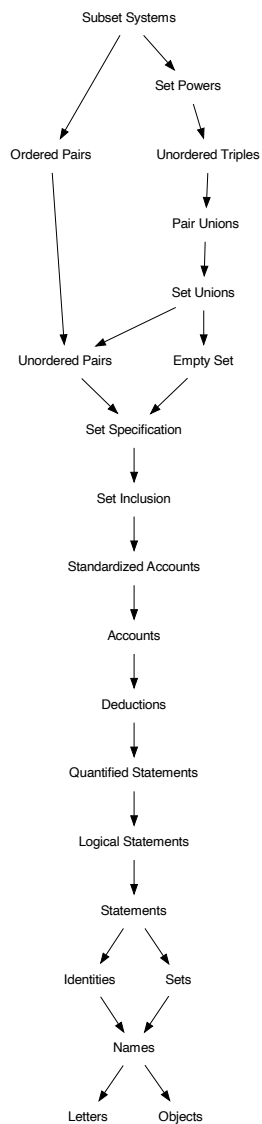 Subset Systems
Set Powers
Ordered Pairs
Unordered Triples
Pair Unions
Set Unions
Unordered Pairs
Empty Set
Set Specification
Set Inclusion
Standardized Accounts
Accounts
Deductions
Quantified Statements
Logical Statements
Statements
Identities
Sets
Names
Letters
Objects